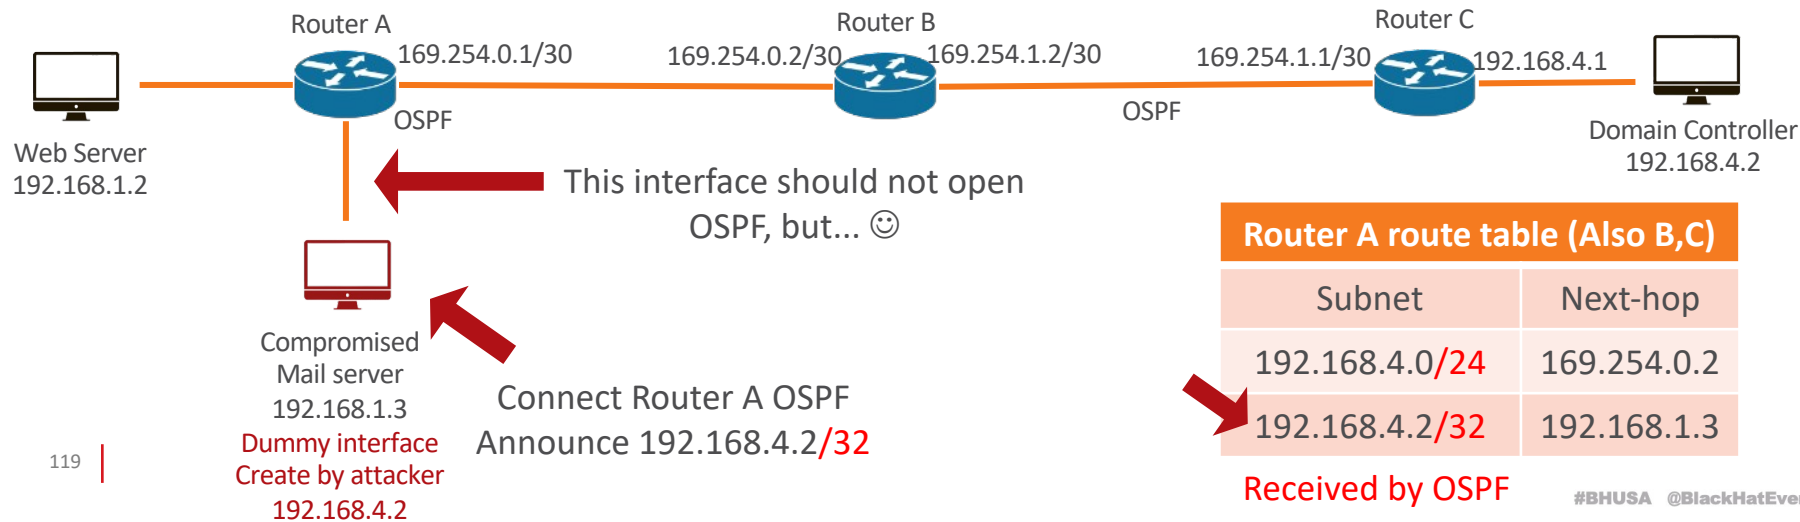 Router A
Router B
Router C
169.254.0.1/30
169.254.0.2/30
169.254.1.2/30
169.254.1.1/30
192.168.4.1
OSPF
OSPF
Web Server
192.168.1.2
Domain Controller
192.168.4.2
This interface should not open
OSPF, but... ☺
Compromised
Mail server
192.168.1.3
Dummy interface
Create by attacker
192.168.4.2
Connect Router A OSPF
Announce 192.168.4.2/32
Router A route table (Also B,C)
Subnet Next-hop
192.168.4.0/24 169.254.0.2
192.168.4.2/32 192.168.1.3
Received by OSPF
119
#BHUSA @BlackHatEve